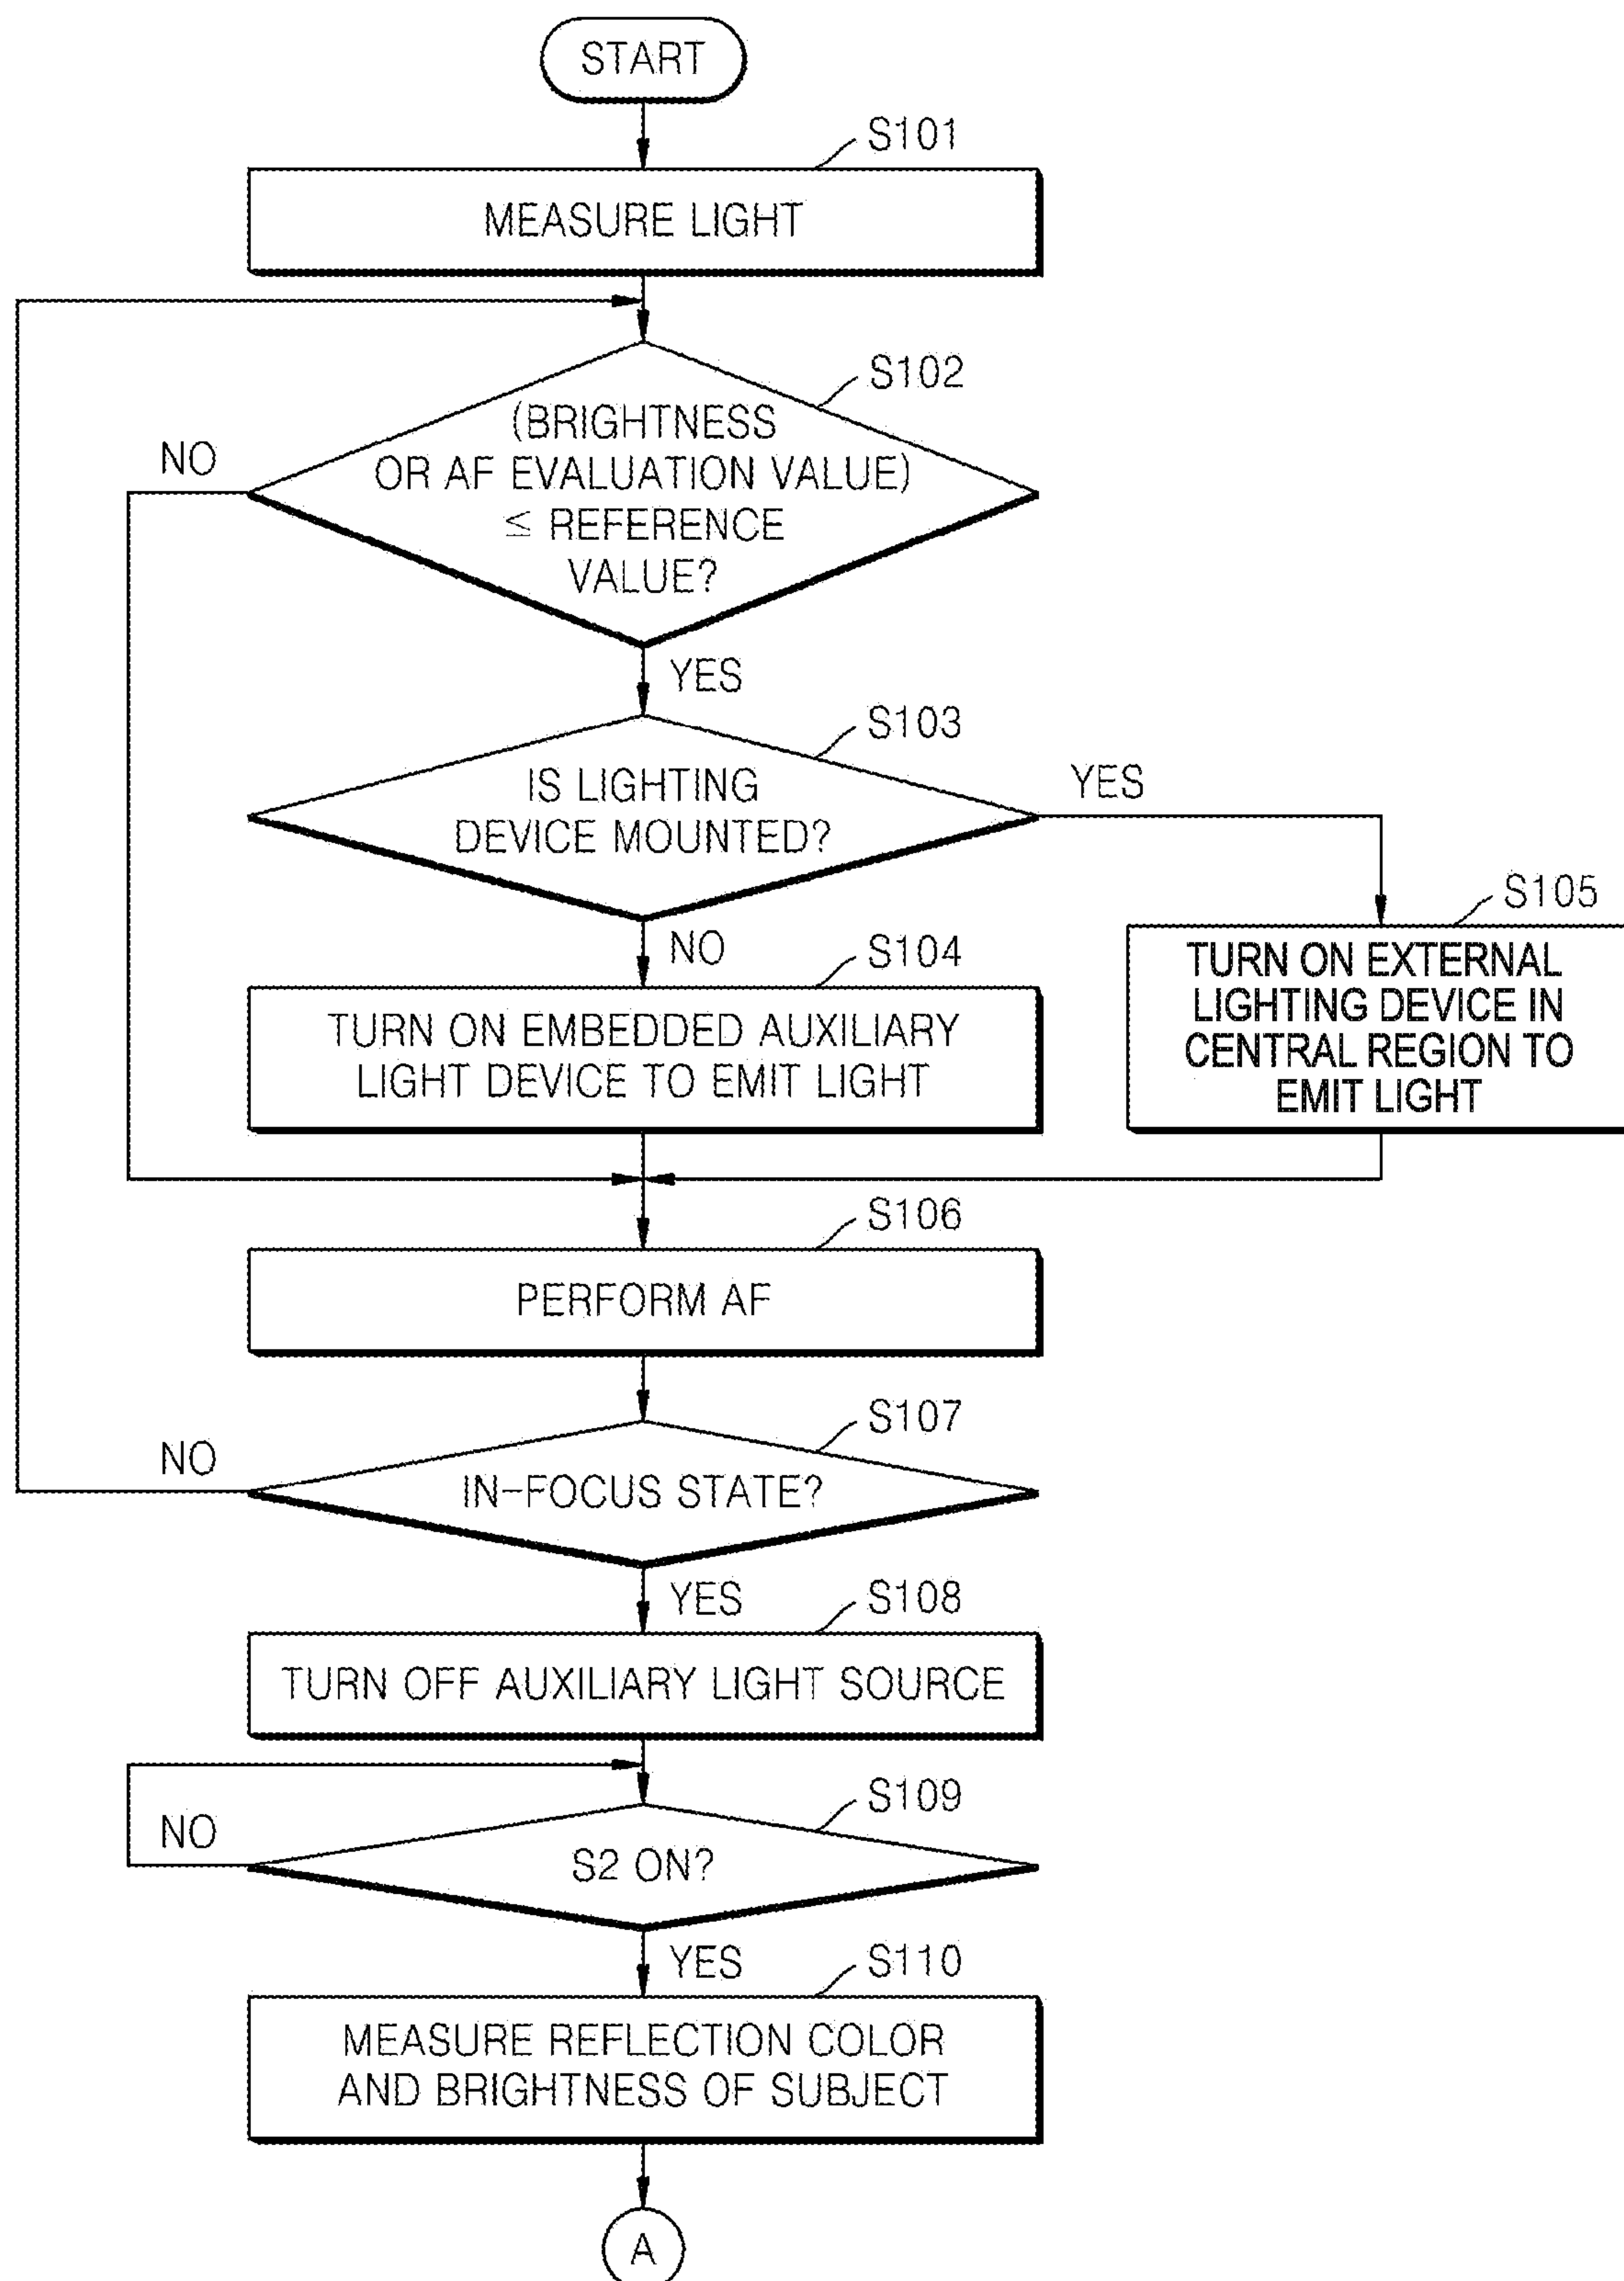 START
S101
MEASURE LIGHT
S102
(BRIGHTNESS
OR AF EVALUATION VALUE)
≤ REFERENCE
VALUE?
NO
YES
S103
IS LIGHTING
DEVICE MOUNTED?
YES
NO
S104
TURN ON EMBEDDED AUXILIARY
LIGHT DEVICE TO EMIT LIGHT
S105
TURN ON EXTERNAL
LIGHTING DEVICE IN
CENTRAL REGION TO
EMIT LIGHT
S106
PERFORM AF
S107
IN-FOCUS STATE?
NO
YES
S108
TURN OFF AUXILIARY LIGHT SOURCE
S109
S2 ON?
NO
YES
S110
MEASURE REFLECTION COLOR
AND BRIGHTNESS OF SUBJECT
A